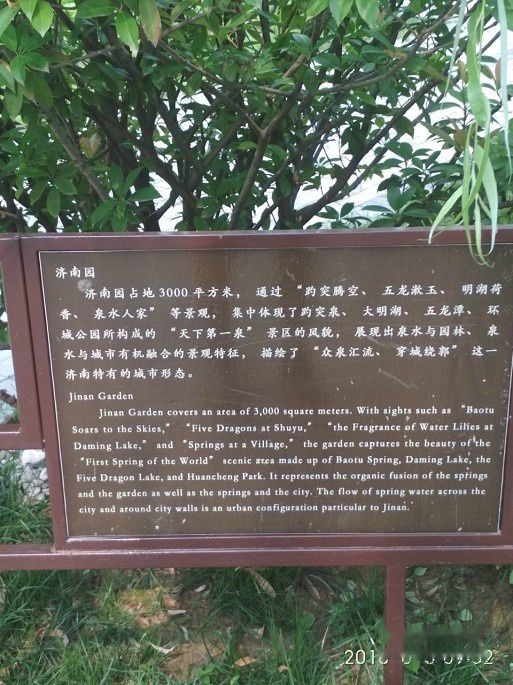 济南园
济南园占地3000平方米，通过“趵突腾空、五龙漱玉、明湖荷
香、泉水人家”等景观，集中体现了趵突泉、大明湖、五龙潭、环
城公园所构成的“天下第一泉”景区的风貌，展现出泉水与园林、泉
水与城市有机融合的景观特征，描绘了“众泉汇流、穿城绕郭”这一
济南特有的城市形态。
Jinan Garden
Jinan Garden covers an area of 3,000 square meters. With sights such as “Baotu
Soars to the Skies,” “Five Dragons at Shuyu,” “the Fragrance of Water Lilies at
Daming Lake,” and “Springs at a Village,” the garden captures the beauty of the
“First Spring of the World” scenic area made up of Baotu Spring, Daming Lake, the
Five Dragon Lake, and Huancheng Park. It represents the organic fusion of the springs
and the garden as well as the springs and the city. The flow of spring water across the
city and around city walls is an urban configuration particular to Jinan.